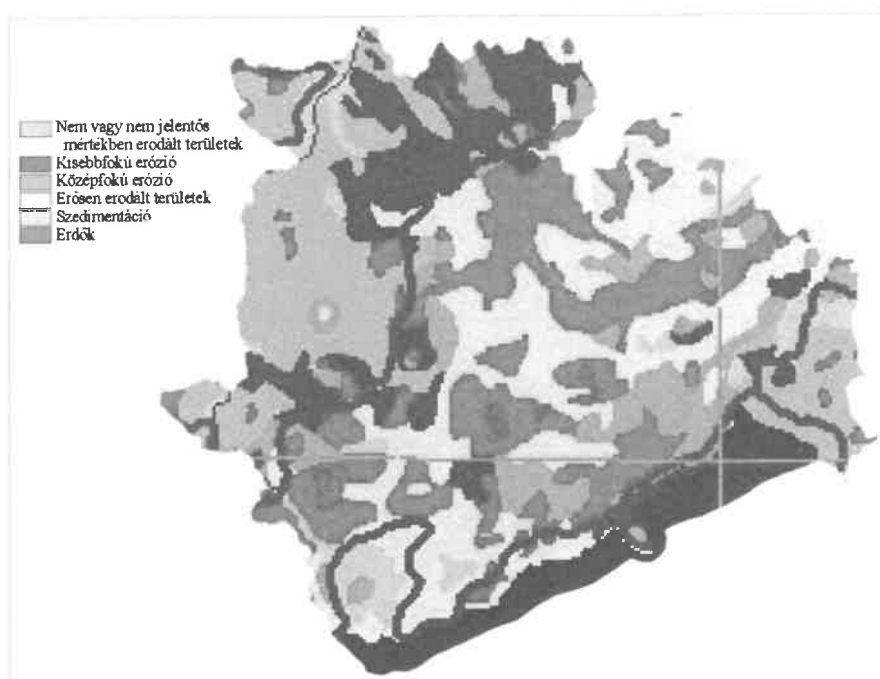 Nem vagy nem jelentős
mértékben erodált területek
Kisebbfokú erózió
Középfokú erózió
Erősen erodált területek
Szedimentáció
Erdők